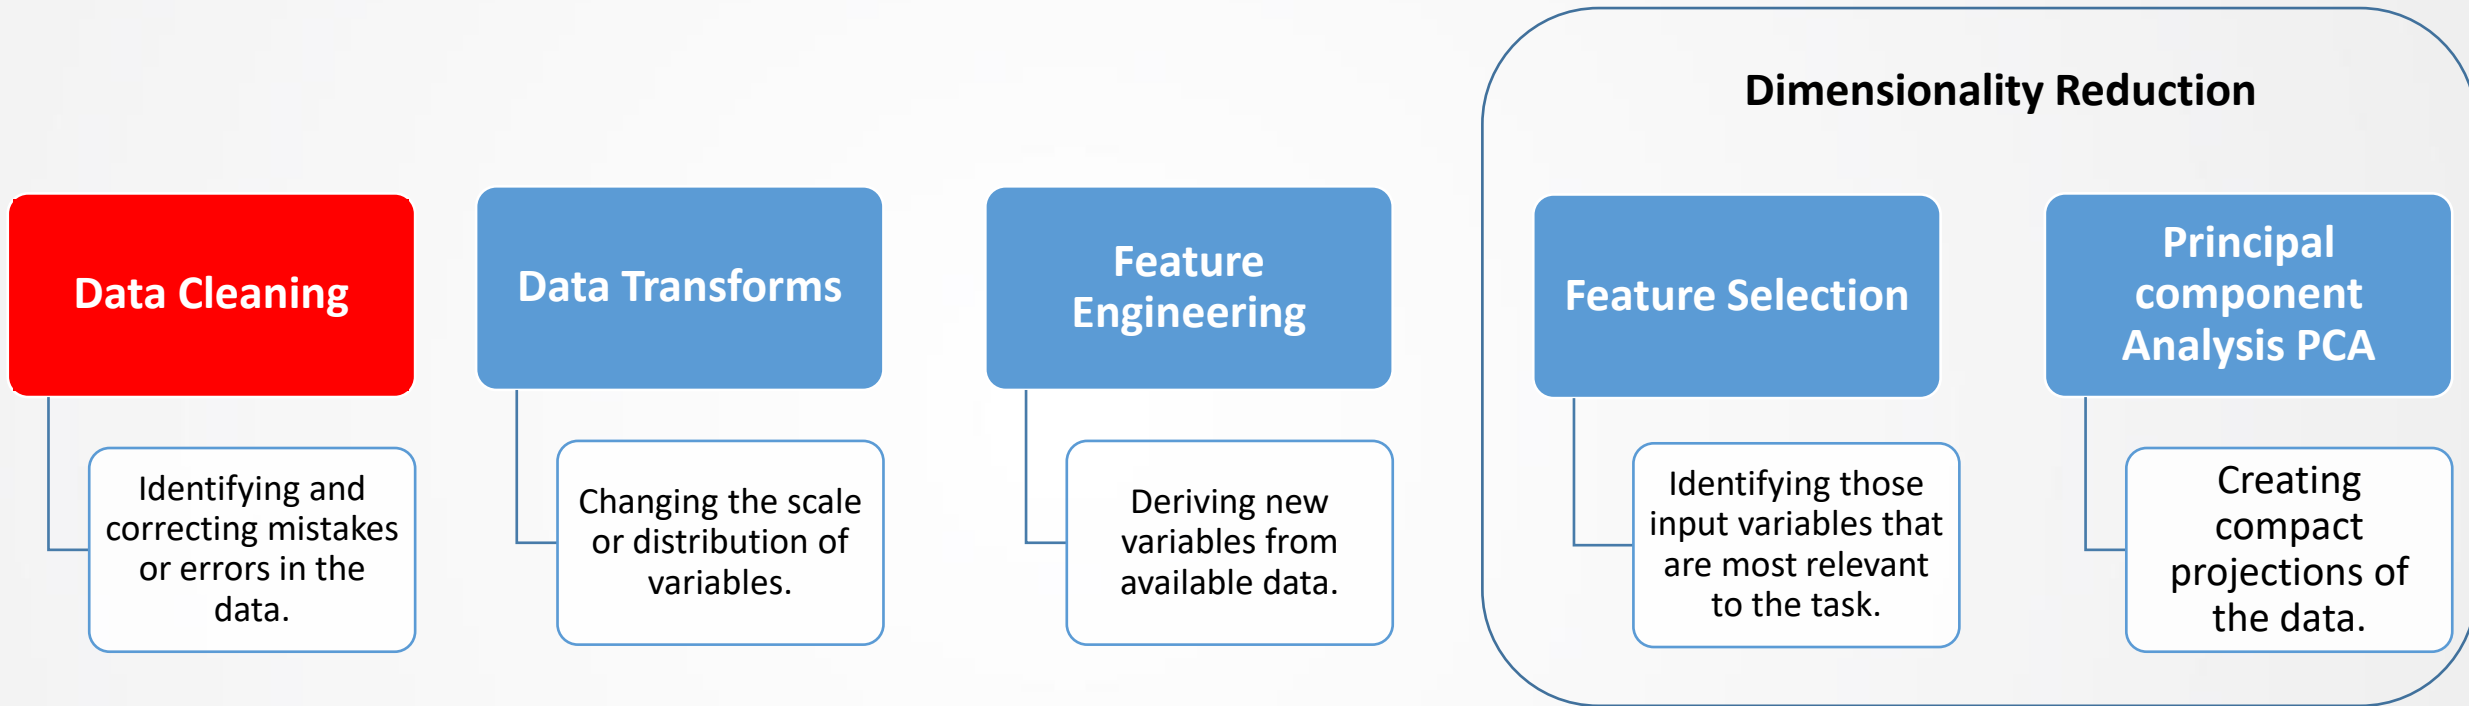 Dimensionality Reduction
Data Cleaning
Identifying and
correcting mistakes
or errors in the
data.
Data Transforms
Changing the scale
or distribution of
variables.
Feature
Engineering
Deriving new
variables from
available data.
Feature Selection
Identifying those
input variables that
are most relevant
to the task.
Principal
component
Analysis PCA
Creating
compact
projections of
the data.